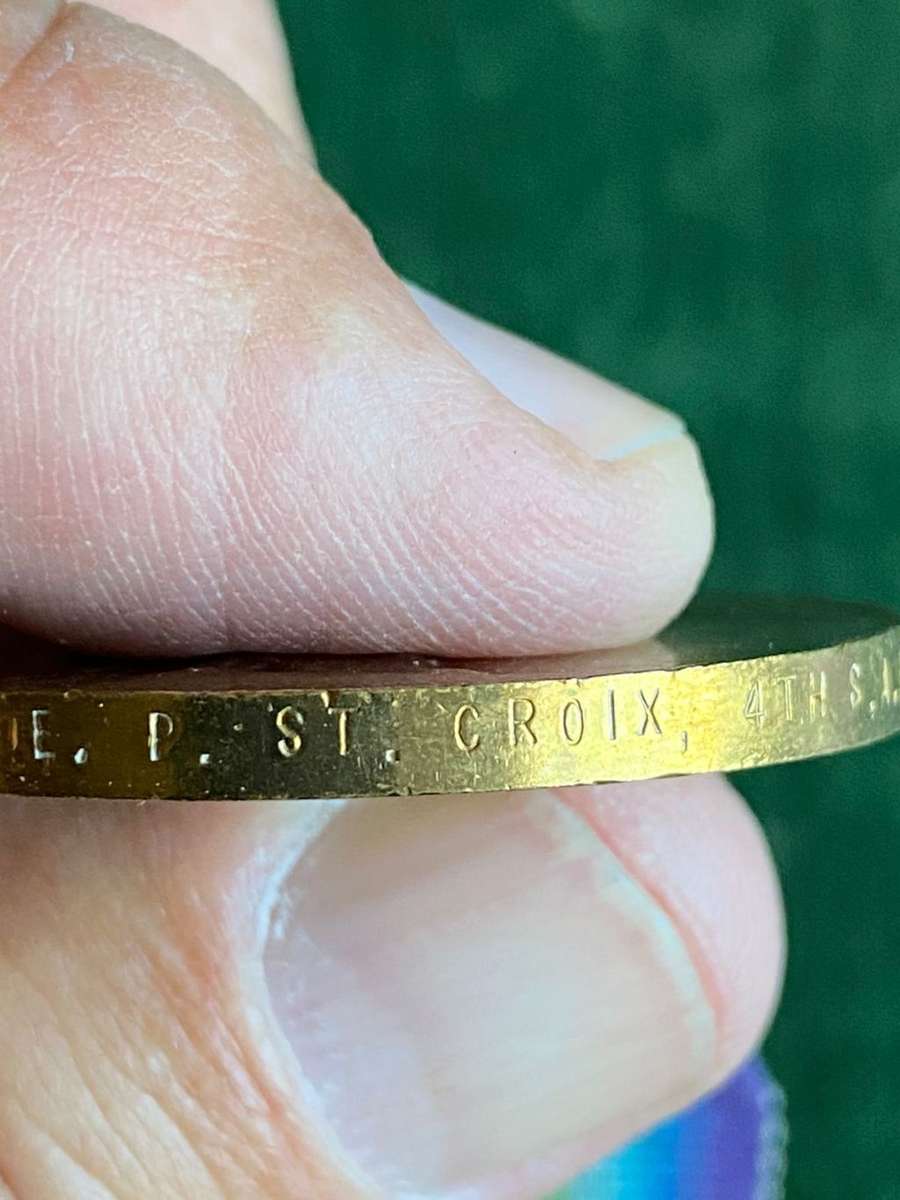 E. P. ST. CROIX, 4TH S.A.